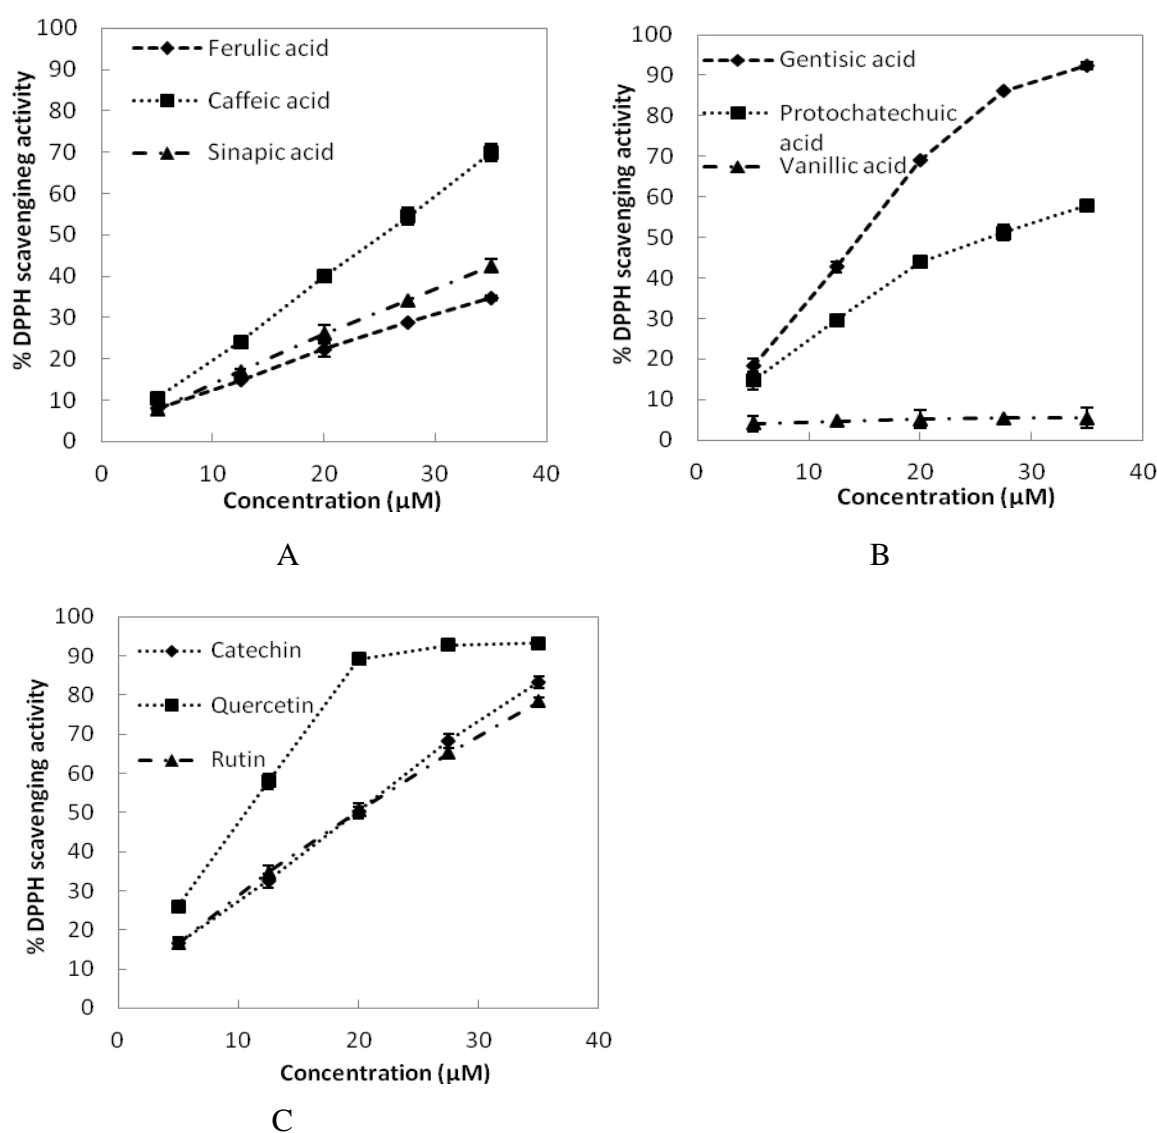 % DPPH scavengineg activity
100
90
80
70
60
50
40
30
20
10
0
Ferulic acid
Caffeic acid
Sinapic acid
0 10 20 30 40
Concentration (µM)
A
% DPPH scavenging activity
100
90
80
70
60
50
40
30
20
10
0
Gentisic acid
Protochatechuic
acid
Vanillic acid
0 10 20 30 40
Concentration (µM)
B
% DPPH scavenging activity
100
90
80
70
60
50
40
30
20
10
0
Catechin
Quercetin
Rutin
0 10 20 30 40
Concentration (µM)
C